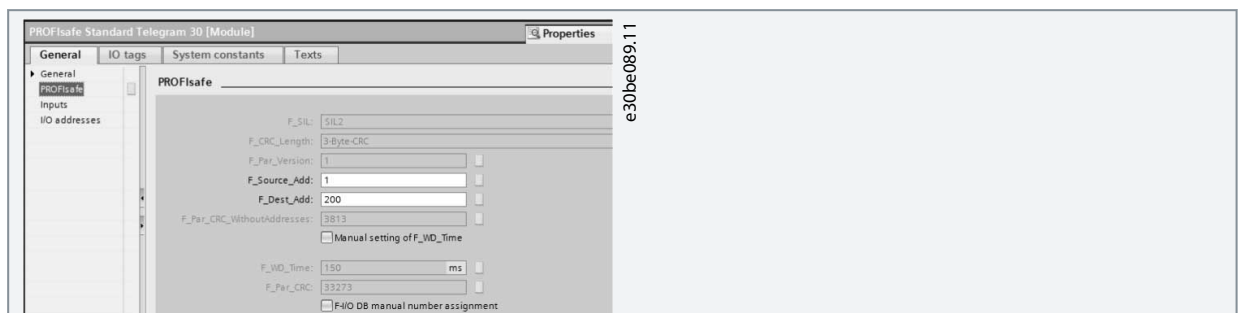 PROFIsafe Standard Telegram 30 [Module]
Properties
General IO tags System constants Texts
General
PROFIsafe
Inputs
I/O addresses
PROFIsafe
F_SIL: SIL2
F_CRC_Length: 3-Byte-CRC
F_Par_Version: 1
F_Source_Add: 1
F_Dest_Add: 200
F_Par_CRC_WithoutAddresses: 3813
Manual setting of F_WD_Time
F_WD_Time: 150 ms
F_Par_CRC: 33273
F-I/O DB manual number assignment
e30be089.11